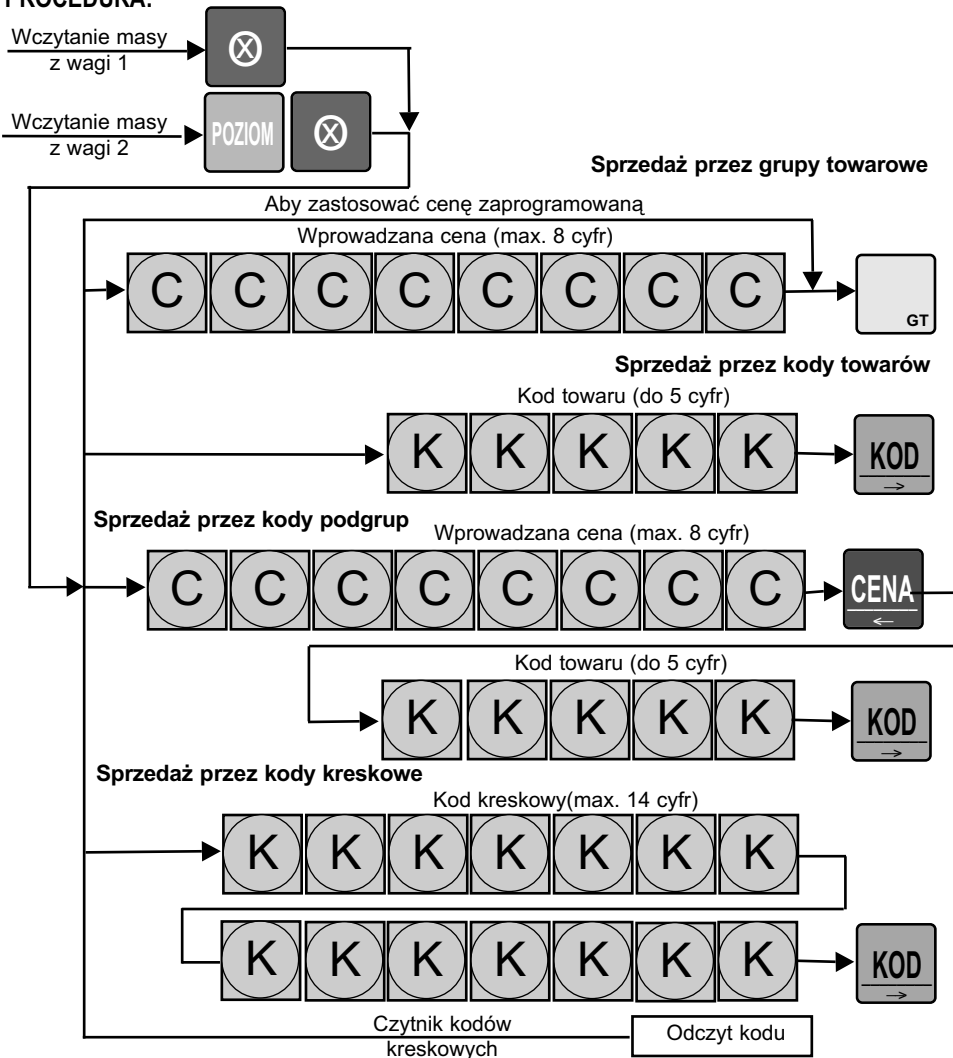 PROCEDURA:
Wczytanie masy
z wagi 1
ⓧ
Wczytanie masy
z wagi 2
POZIOM
ⓧ
Sprzedaż przez grupy towarowe
Aby zastosować cenę zaprogramowaną
Wprowadzana cena (max. 8 cyfr)
C C C C C C C C
GT
Sprzedaż przez kody towarów
Kod towaru (do 5 cyfr)
K K K K K
KOD
→
Sprzedaż przez kody podgrup
Wprowadzana cena (max. 8 cyfr)
C C C C C C C C
CENA
←
Kod towaru (do 5 cyfr)
K K K K K
KOD
→
Sprzedaż przez kody kreskowe
Kod kreskowy(max. 14 cyfr)
K K K K K K K
K K K K K K K
KOD
→
Czytnik kodów
kreskowych
Odczyt kodu